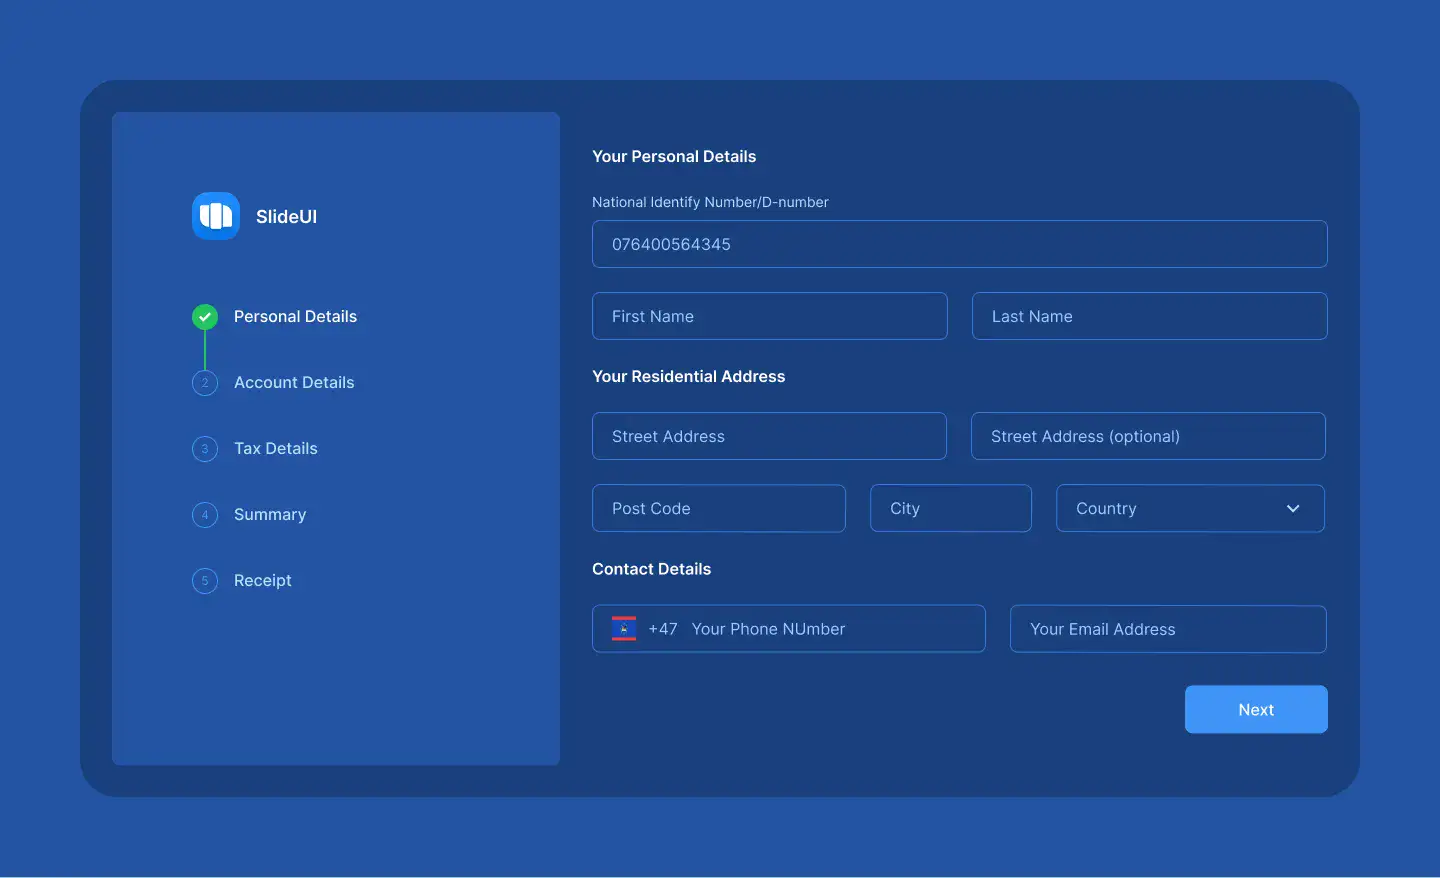 SlideUI
Personal Details
2 Account Details
3 Tax Details
4 Summary
5 Receipt
Your Personal Details
National Identify Number/D-number
076400564345
First Name Last Name
Your Residential Address
Street Address Street Address (optional)
Post Code City Country
Contact Details
+47 Your Phone NUmber Your Email Address
Next